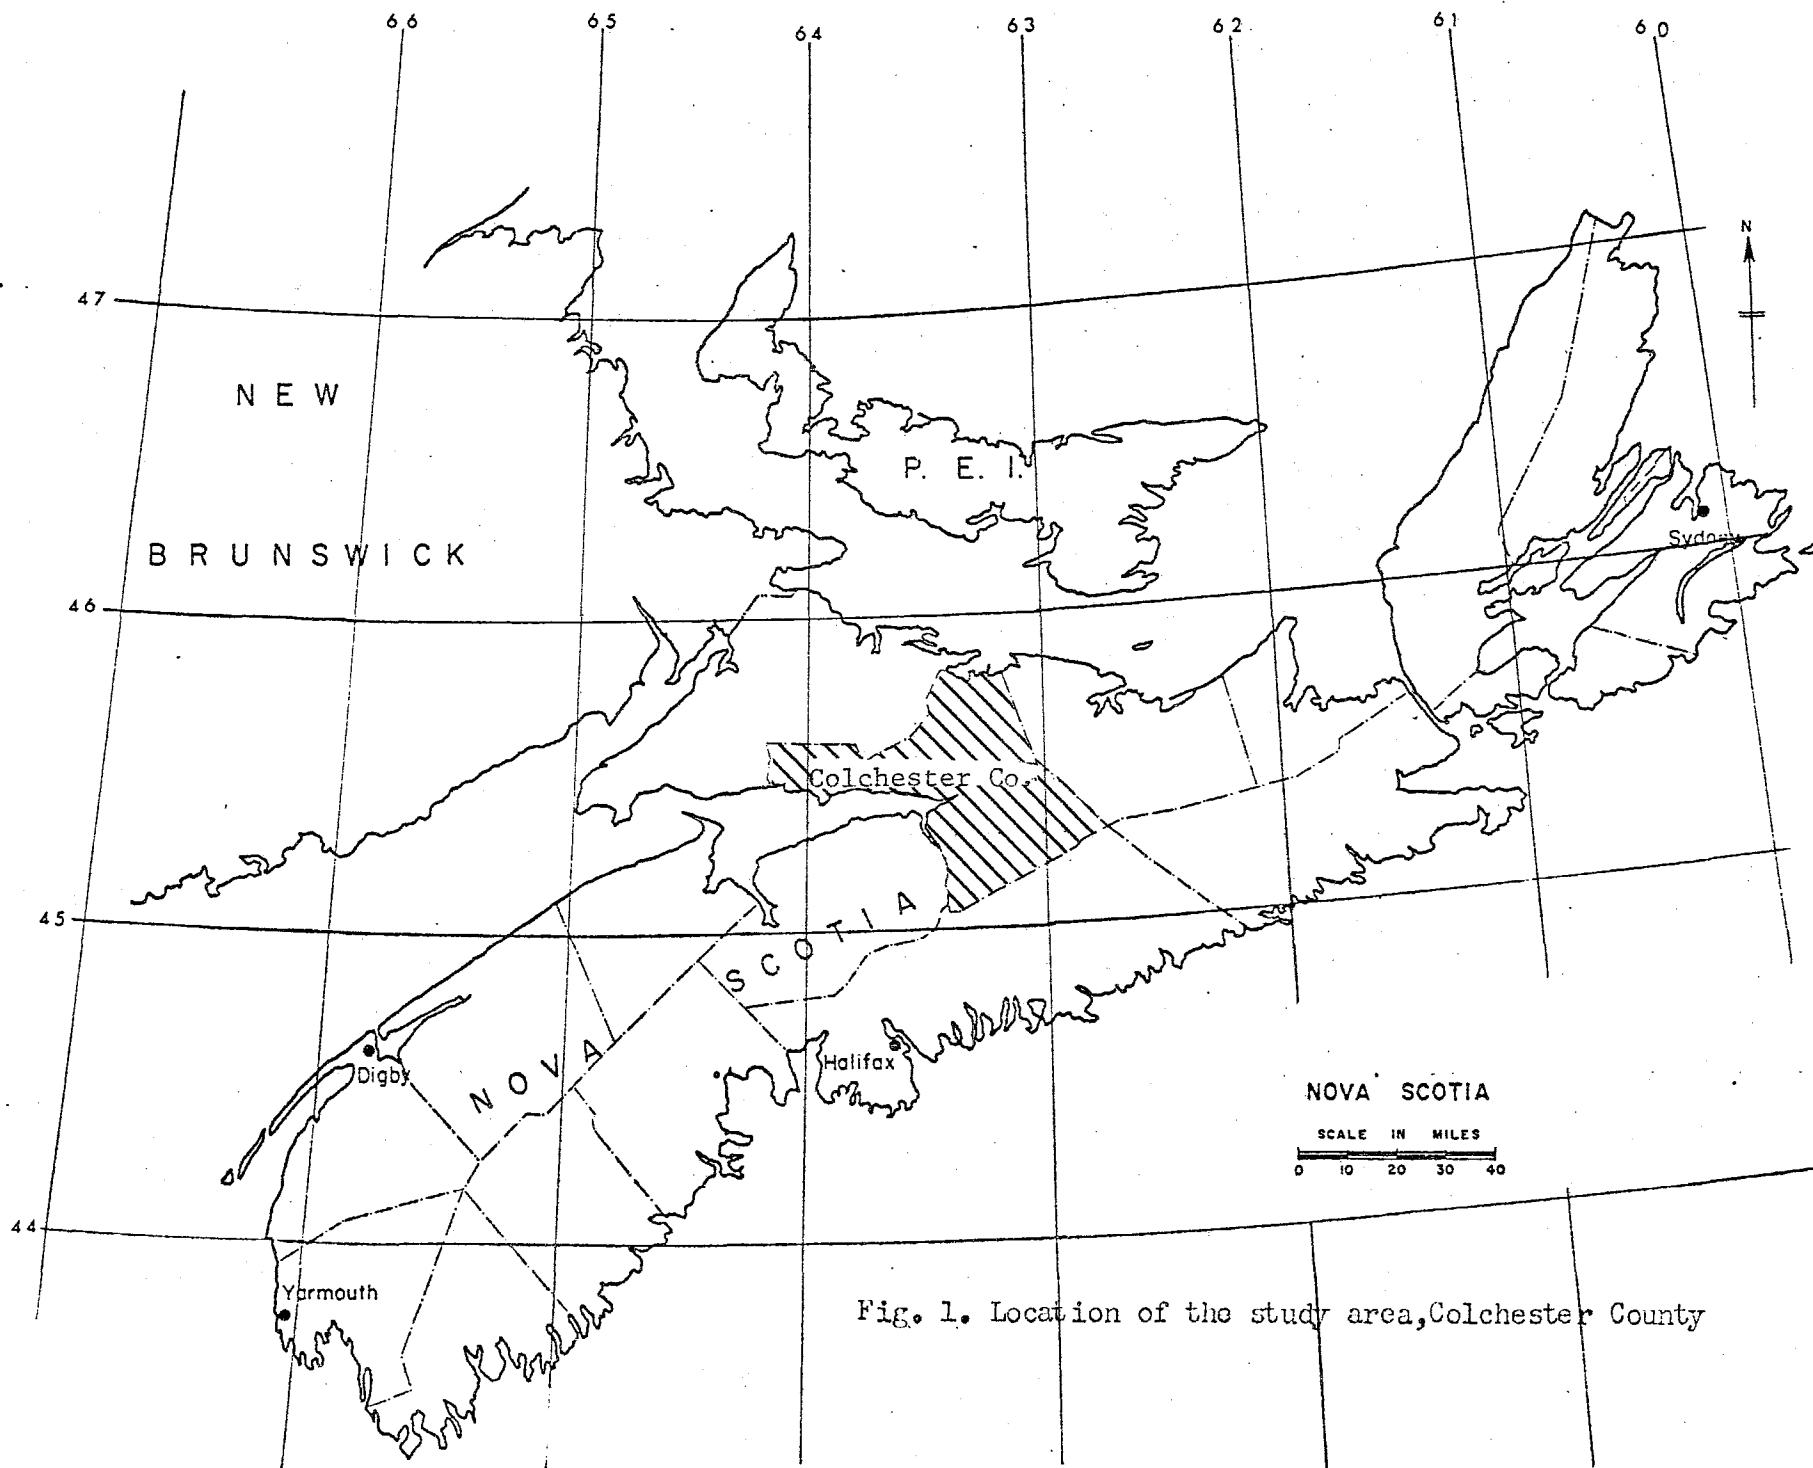 66 65 64 63 62 61 60
47
NEW
P. E. I.
Sydney
BRUNSWICK
46
Colchester Co.
45
NOVA SCOTIA
Digby
Halifax
NOVA SCOTIA
SCALE IN MILES
0 10 20 30 40
44
Yarmouth
Fig. 1. Location of the study area,Colchester County
N